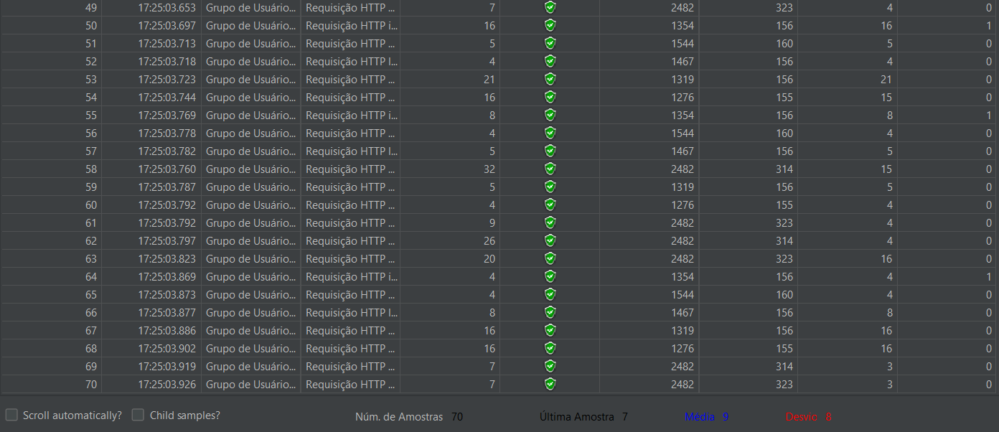 49 17:25:03.653 Grupo de Usuário... Requisição HTTP ... 7 2482 323 4 0
50 17:25:03.697 Grupo de Usuário... Requisição HTTP i... 16 1354 156 16 1
51 17:25:03.713 Grupo de Usuário... Requisição HTTP ... 5 1544 160 5 0
52 17:25:03.718 Grupo de Usuário... Requisição HTTP l... 4 1467 156 4 0
53 17:25:03.723 Grupo de Usuário... Requisição HTTP ... 21 1319 156 21 0
54 17:25:03.744 Grupo de Usuário... Requisição HTTP ... 16 1276 155 15 0
55 17:25:03.769 Grupo de Usuário... Requisição HTTP i... 8 1354 156 8 1
56 17:25:03.778 Grupo de Usuário... Requisição HTTP ... 4 1544 160 4 0
57 17:25:03.782 Grupo de Usuário... Requisição HTTP l... 5 1467 156 5 0
58 17:25:03.760 Grupo de Usuário... Requisição HTTP ... 32 2482 314 15 0
59 17:25:03.787 Grupo de Usuário... Requisição HTTP ... 5 1319 156 5 0
60 17:25:03.792 Grupo de Usuário... Requisição HTTP ... 4 1276 155 4 0
61 17:25:03.792 Grupo de Usuário... Requisição HTTP ... 9 2482 323 4 0
62 17:25:03.797 Grupo de Usuário... Requisição HTTP ... 26 2482 314 4 0
63 17:25:03.823 Grupo de Usuário... Requisição HTTP ... 20 2482 323 16 0
64 17:25:03.869 Grupo de Usuário... Requisição HTTP i... 4 1354 156 4 1
65 17:25:03.873 Grupo de Usuário... Requisição HTTP ... 4 1544 160 4 0
66 17:25:03.877 Grupo de Usuário... Requisição HTTP l... 8 1467 156 8 0
67 17:25:03.886 Grupo de Usuário... Requisição HTTP ... 16 1319 156 16 0
68 17:25:03.902 Grupo de Usuário... Requisição HTTP ... 16 1276 155 16 0
69 17:25:03.919 Grupo de Usuário... Requisição HTTP ... 7 2482 314 3 0
70 17:25:03.926 Grupo de Usuário... Requisição HTTP ... 7 2482 323 3 0
Scroll automatically? Child samples? Núm. de Amostras 70 Última Amostra 7 Média 9 Desvio 8